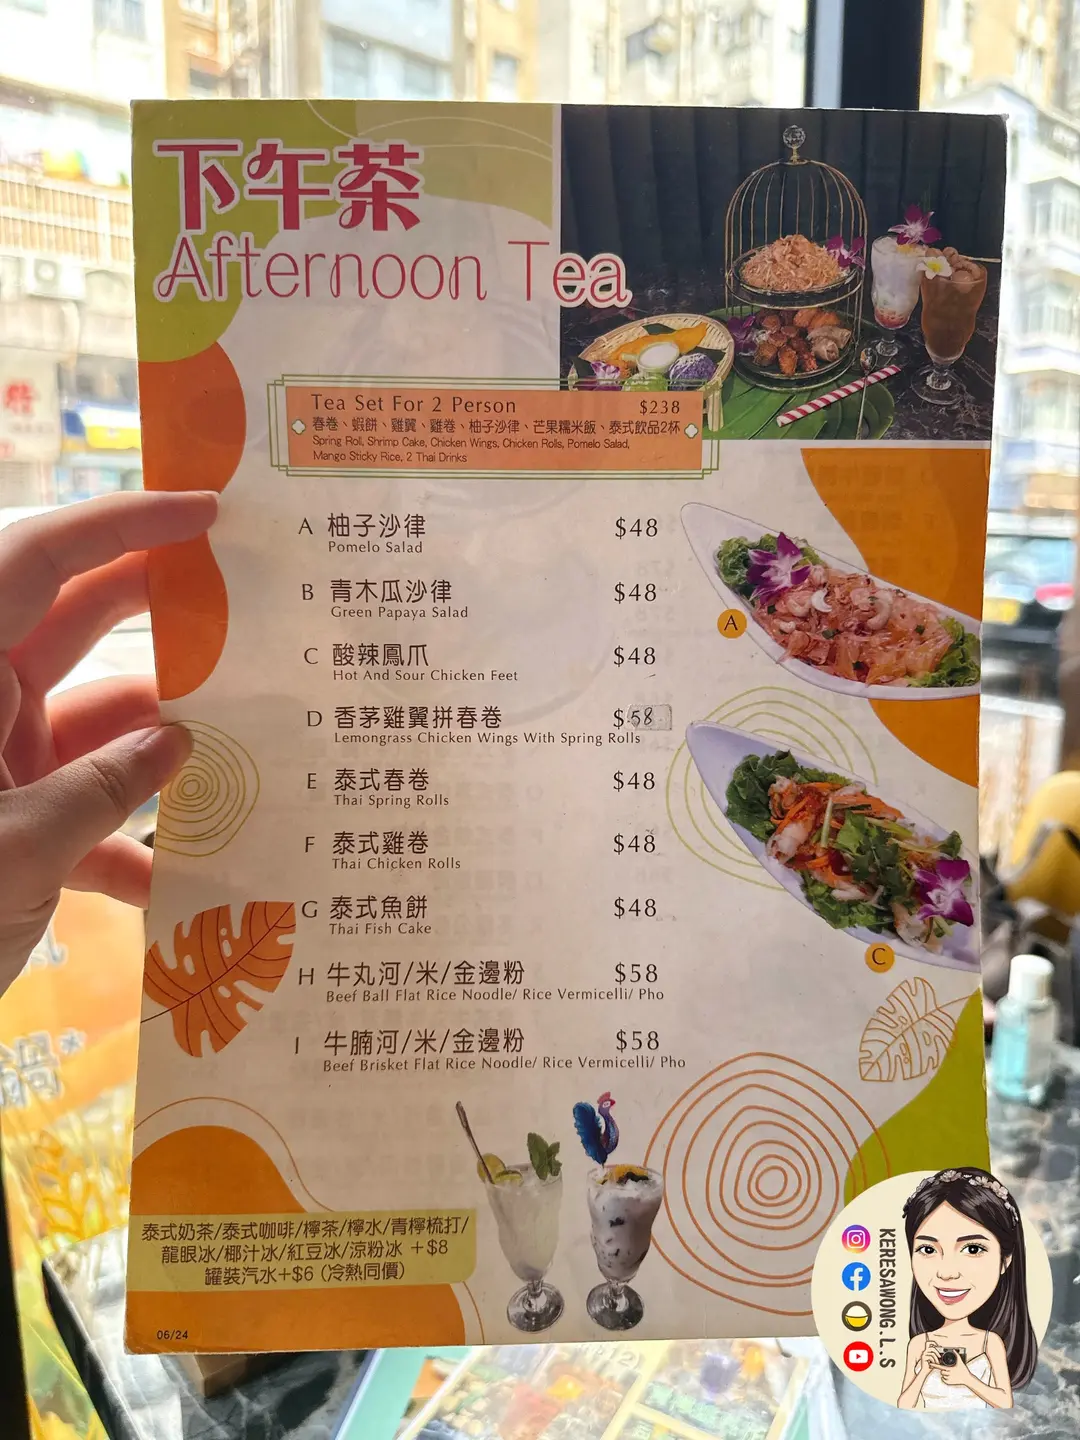 下午茶
Afternoon Tea
Tea Set For 2 Person $238
春卷、蝦餅、雞翼、雞卷、柚子沙律、芒果糯米飯、泰式飲品2杯
Spring Roll, Shrimp Cake, Chicken Wings, Chicken Rolls, Pomelo Salad,
Mango Sticky Rice, 2 Thai Drinks
A 柚子沙律 $48
Pomelo Salad
B 青木瓜沙律 $48
Green Papaya Salad
C 酸辣鳳爪 $48
Hot And Sour Chicken Feet
D 香茅雞翼拼春卷 $58
Lemongrass Chicken Wings With Spring Rolls
E 泰式春卷 $48
Thai Spring Rolls
F 泰式雞卷 $48
Thai Chicken Rolls
G 泰式魚餅 $48
Thai Fish Cake
H 牛丸河/米/金邊粉 $58
Beef Ball Flat Rice Noodle/ Rice Vermicelli/ Pho
I 牛腩河/米/金邊粉 $58
Beef Brisket Flat Rice Noodle/ Rice Vermicelli/ Pho
A
C
泰式奶茶/泰式咖啡/檸茶/檸水/青檸梳打/
龍眼冰/椰汁冰/紅豆冰/涼粉冰 +$8
罐裝汽水+$6 (冷熱同價)
06/24
鍋*
KERESAWONG.L.S